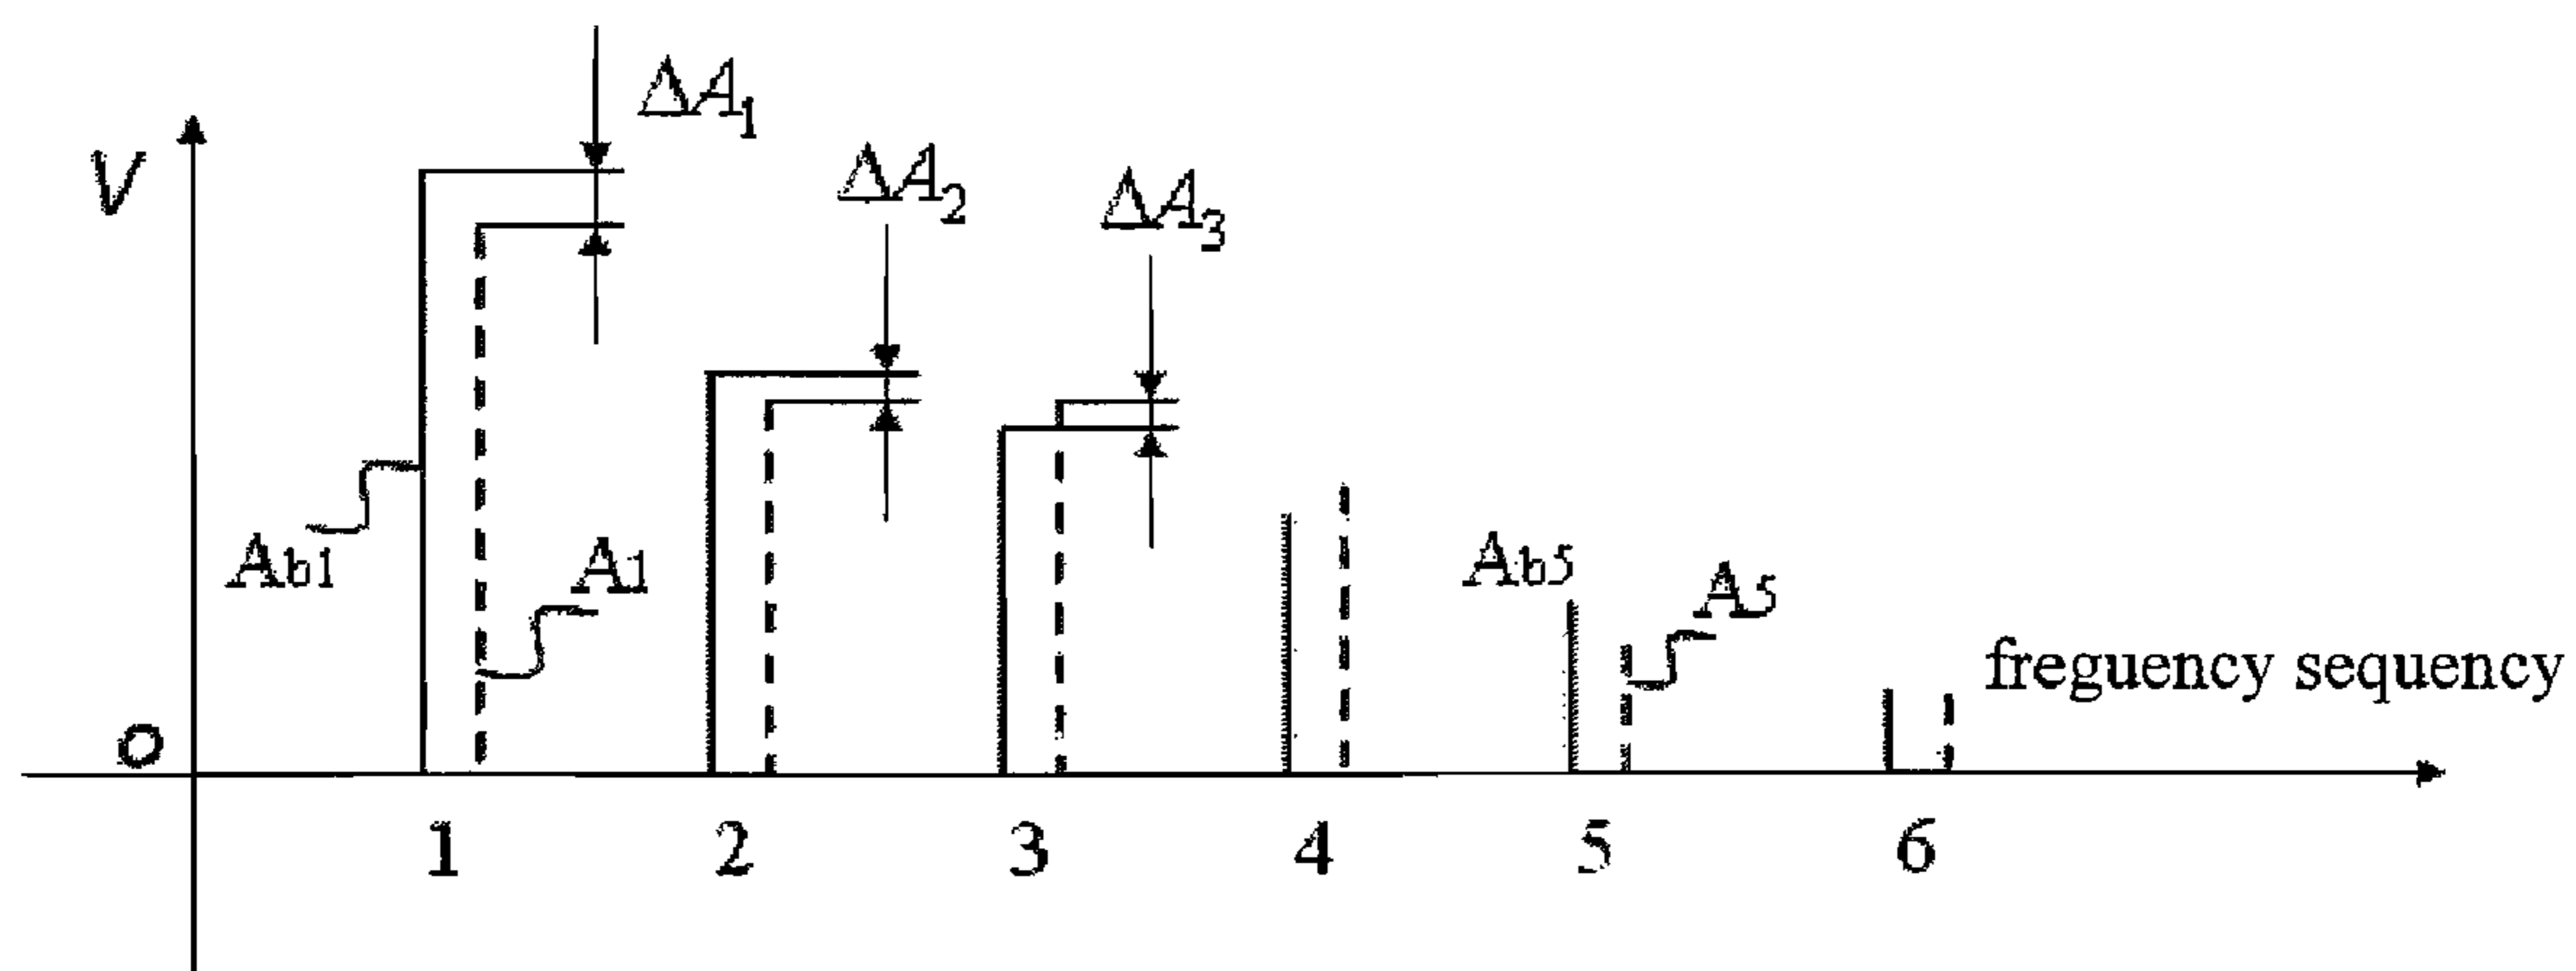 ΔA1
V
ΔA2
ΔA3
Ab1
A1
Ab5
A5
freguency sequency
O
1 2 3 4 5 6